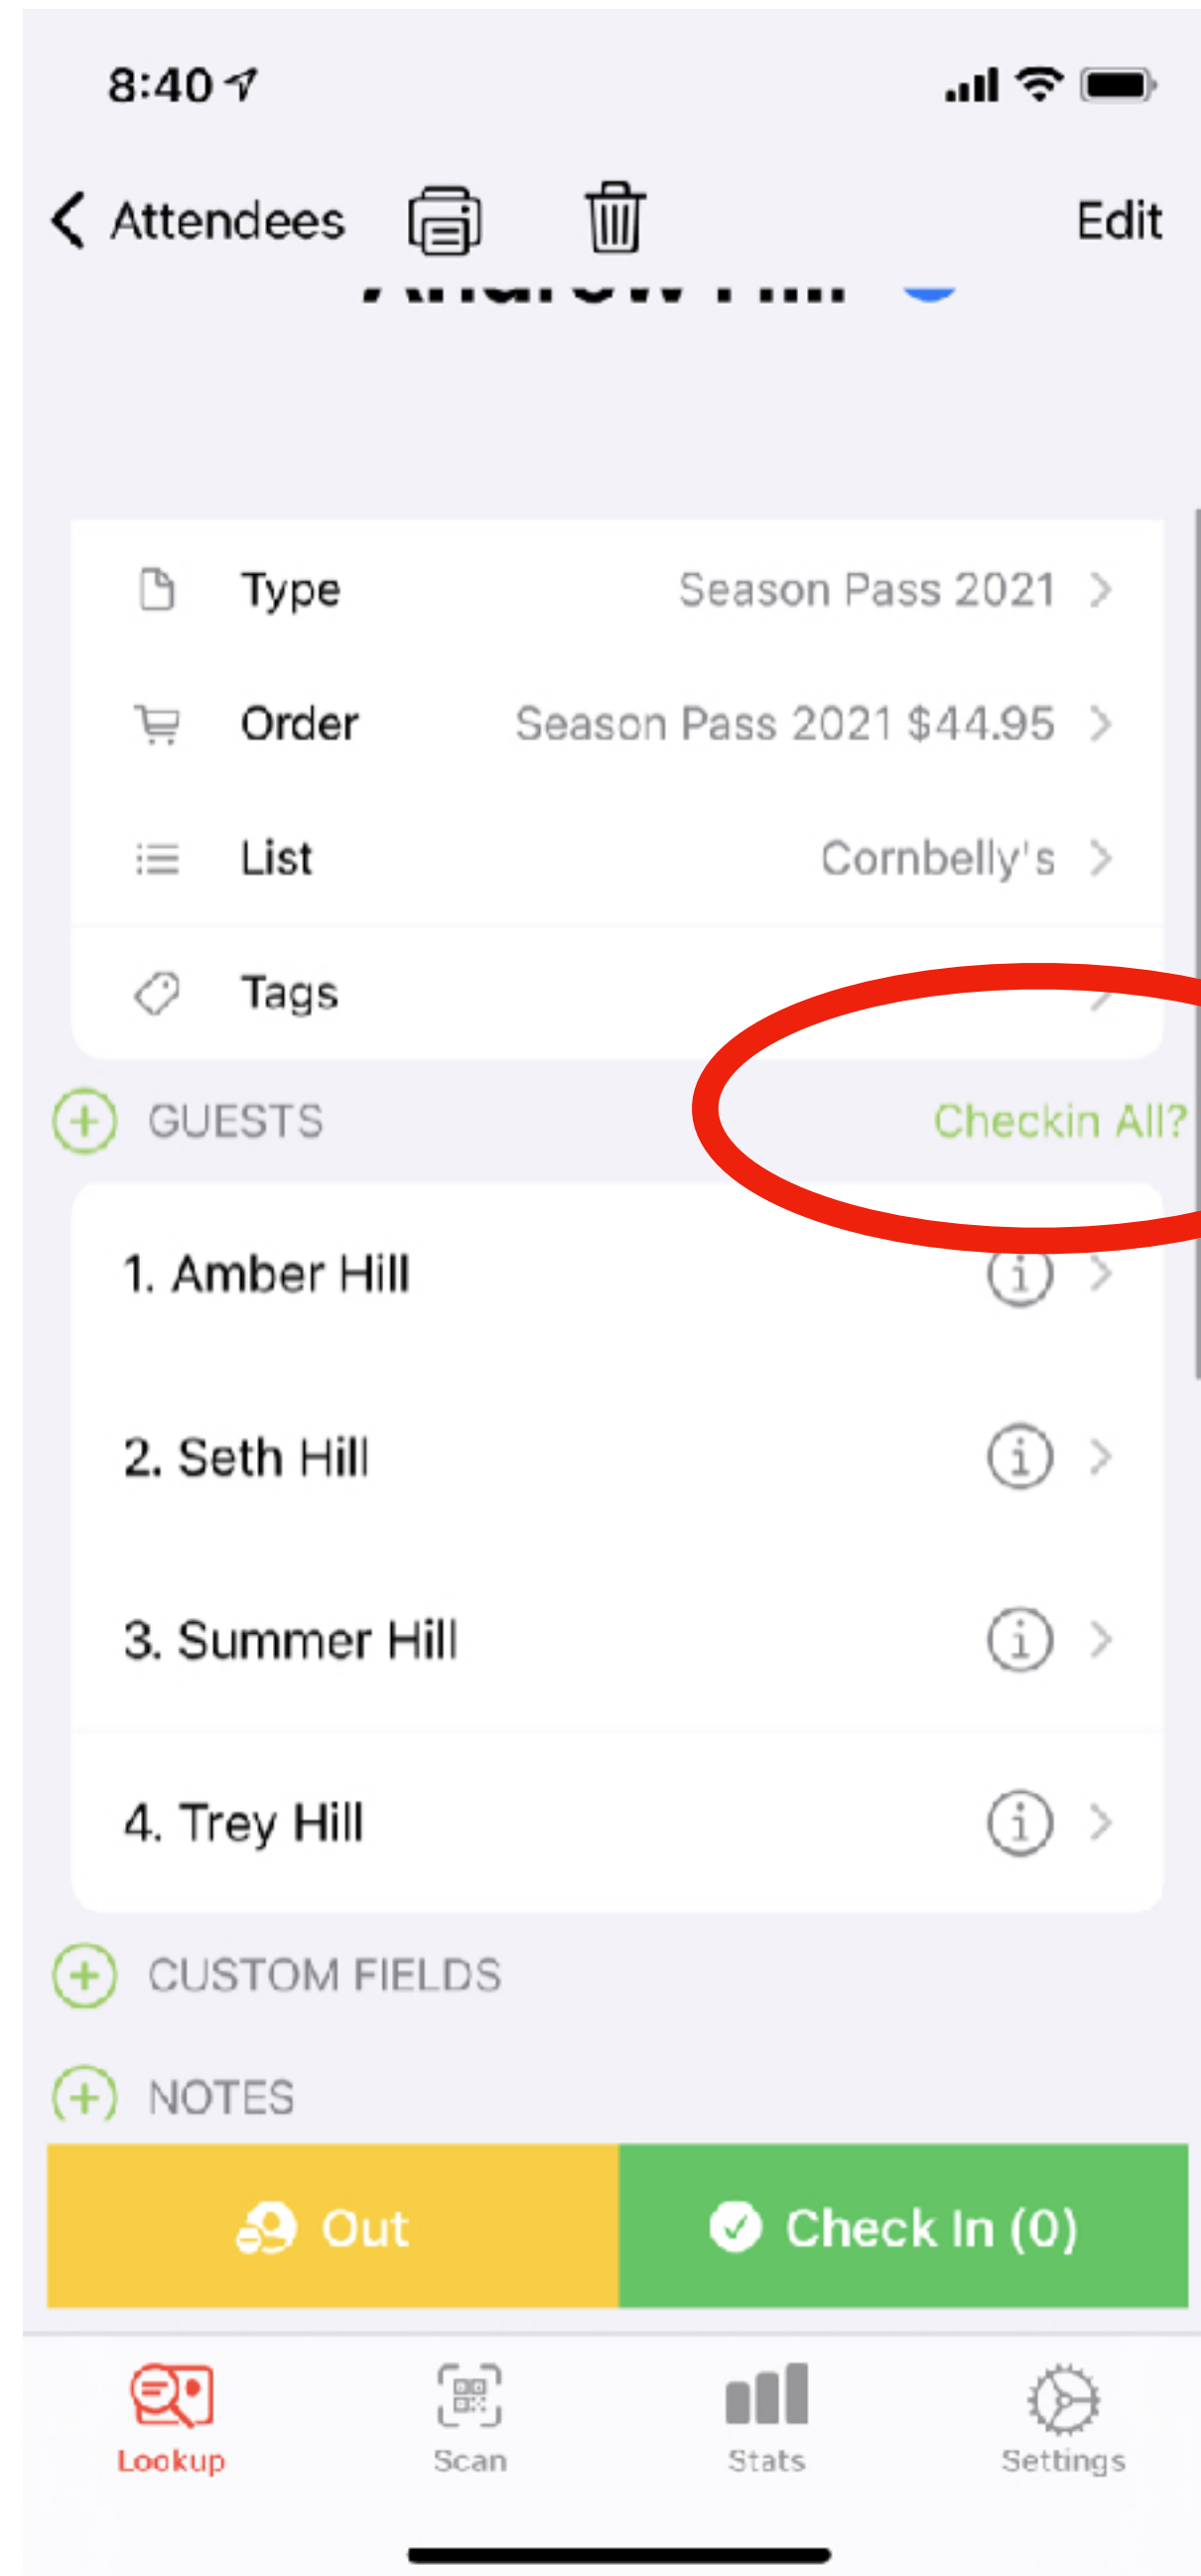 8:40
Attendees Edit
Type Season Pass 2021
Order Season Pass 2021 $44.95
List Cornbelly's
Tags
GUESTS Checkin All?
1. Amber Hill
2. Seth Hill
3. Summer Hill
4. Trey Hill
CUSTOM FIELDS
NOTES
Out Check In (0)
Lookup Scan Stats Settings